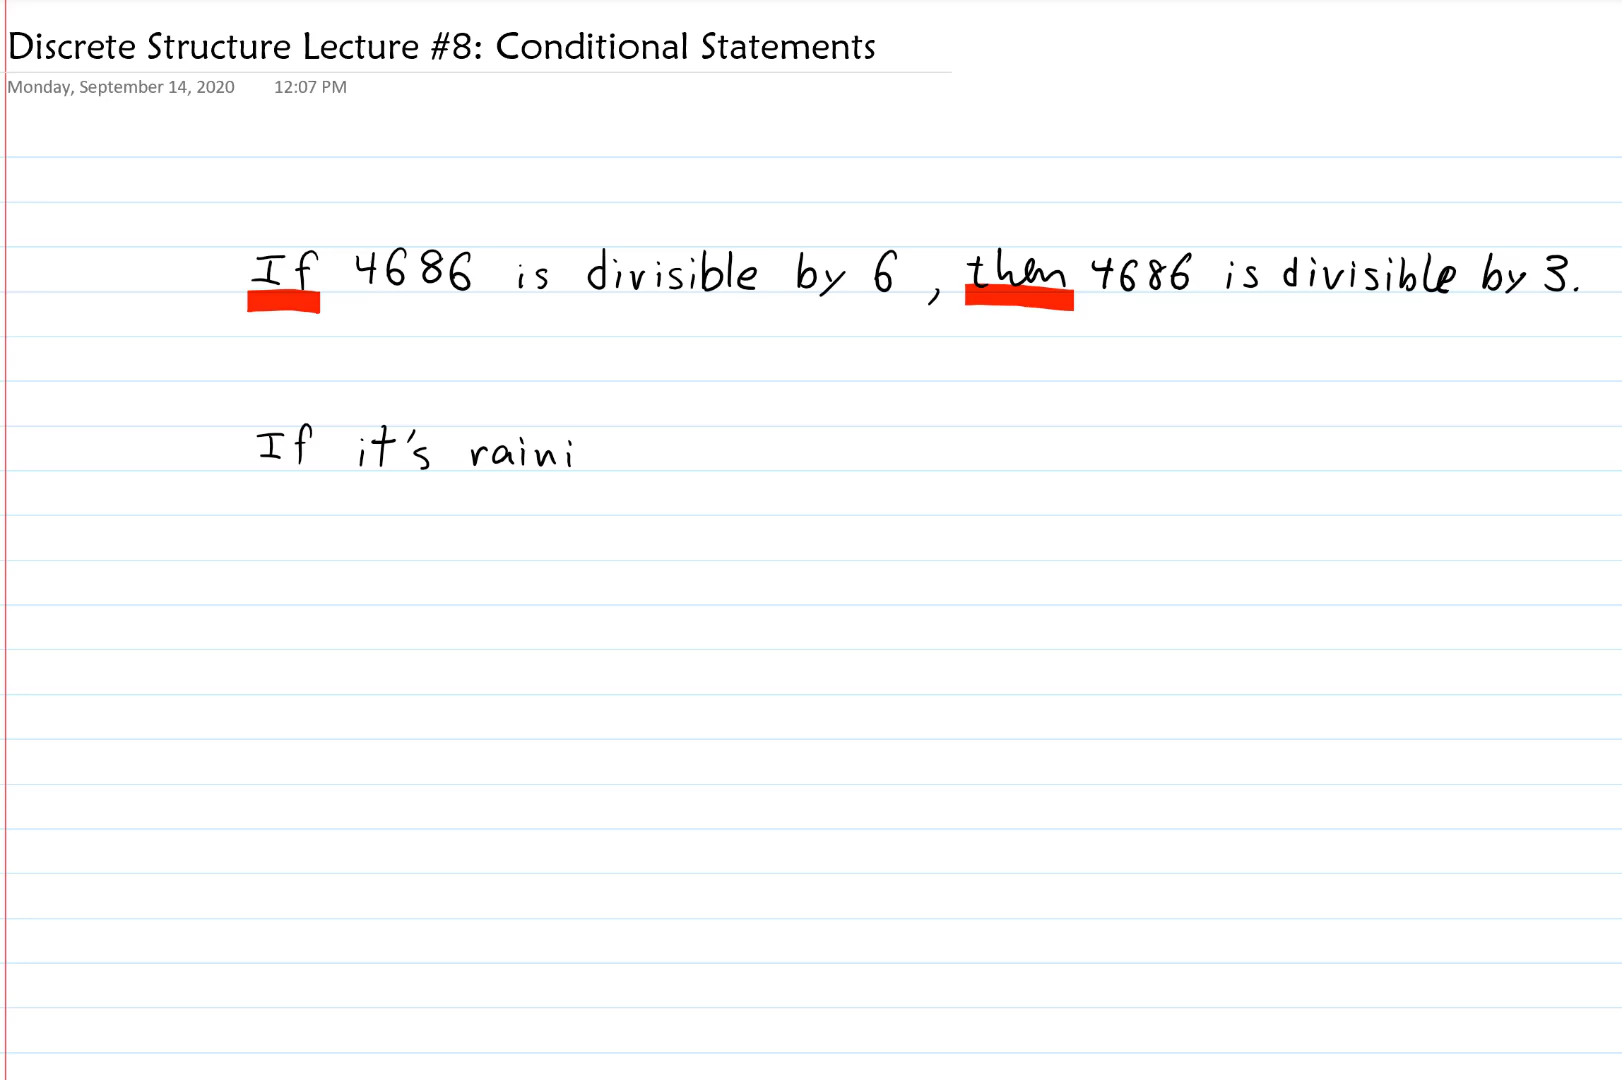 Discrete Structure Lecture #8: Conditional Statements
Monday, September 14, 2020 12:07 PM
If 4686 is divisible by 6, then 4686 is divisible by 3.
If it's raini